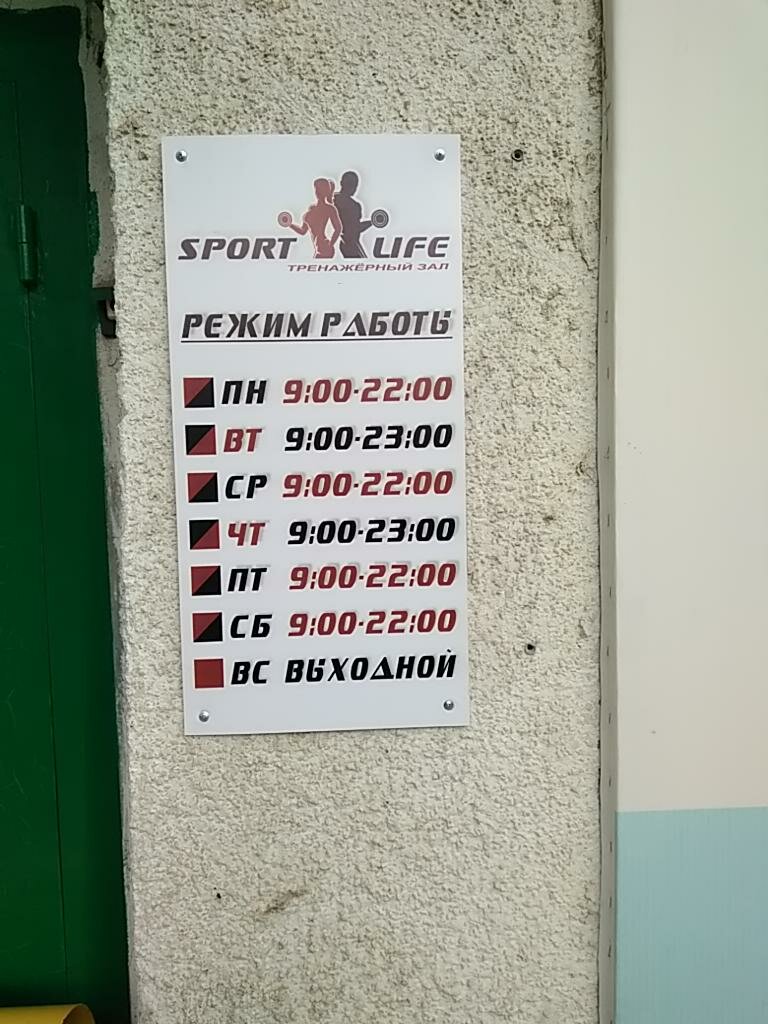 SPORT LIFE
ТРЕНАЖЁРНЫЙ ЗАЛ
РЕЖИМ РАБОТЫ
ПН 9:00-22:00
ВТ 9:00-23:00
СР 9:00-22:00
ЧТ 9:00-23:00
ПТ 9:00-22:00
СБ 9:00-22:00
ВС ВЫХОДНОЙ